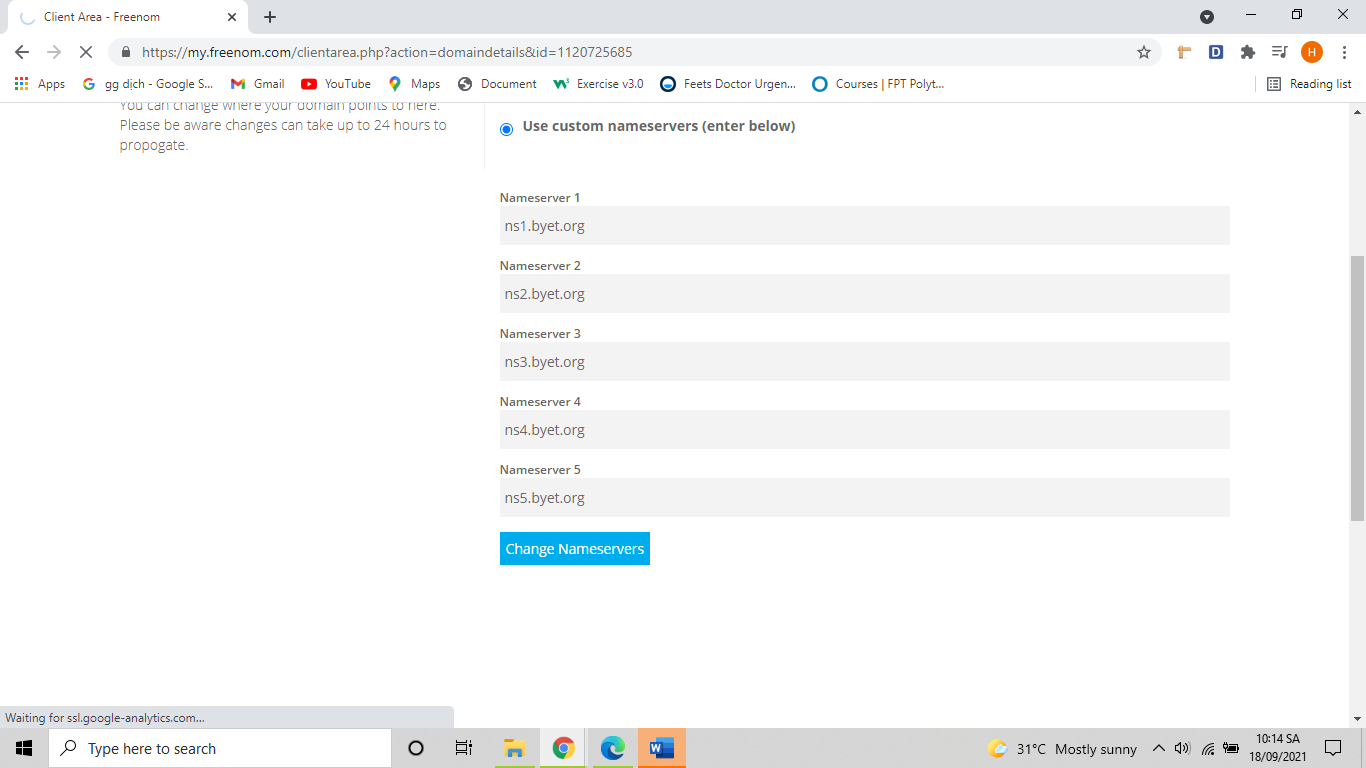 Client Area - Freenom
https://my.freenom.com/clientarea.php?action=domaindetails&id=1120725685
D
H
Apps
gg dịch - Google S...
Gmail
YouTube
Maps
Document
Exercise v3.0
Feets Doctor Urgen...
Courses | FPT Polyt...
Reading list
You can change where your domain points to here.
Please be aware changes can take up to 24 hours to
propogate.
Use custom nameservers (enter below)
Nameserver 1
ns1.byet.org
Nameserver 2
ns2.byet.org
Nameserver 3
ns3.byet.org
Nameserver 4
ns4.byet.org
Nameserver 5
ns5.byet.org
Change Nameservers
Waiting for ssl.google-analytics.com...
Type here to search
W
31°C Mostly sunny
10:14 SA
18/09/2021